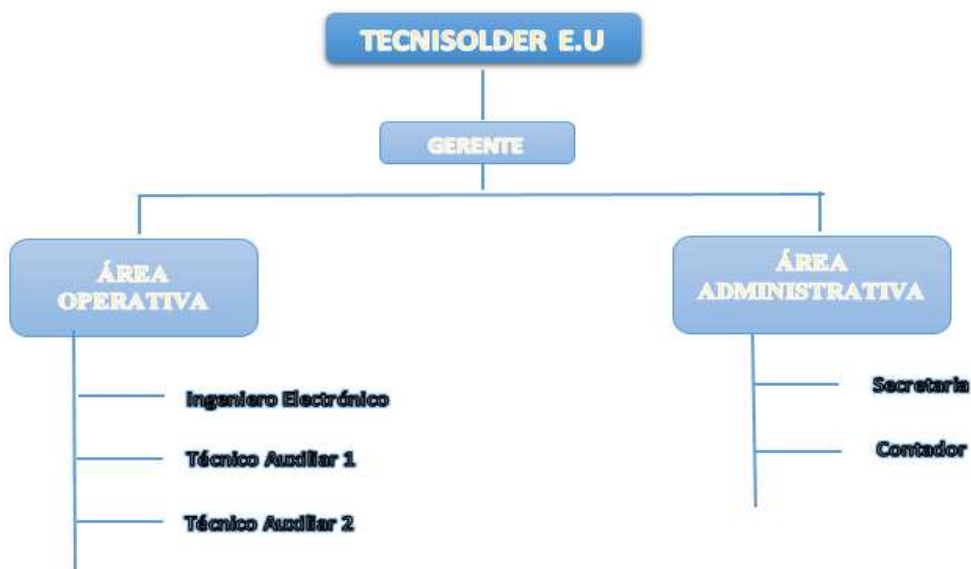 TECNISOLDER E.U
GERENTE
ÁREA
OPERATIVA
Ingeniero Electrónico
Técnico Auxiliar 1
Técnico Auxiliar 2
ÁREA
ADMINISTRATIVA
Secretaria
Contador